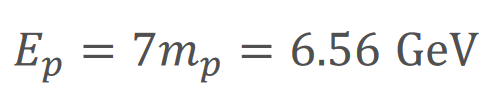 E_p = 7m_p = 6.56 GeV